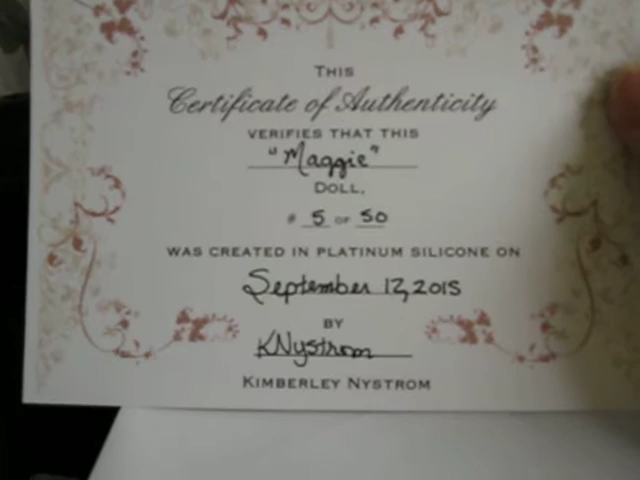 THIS
Certificate of Authenticity
VERIFIES THAT THIS
"Maggie"
DOLL,
# 5 OF 50
WAS CREATED IN PLATINUM SILICONE ON
September 17, 2015
BY
KNystrom
KIMBERLEY NYSTROM